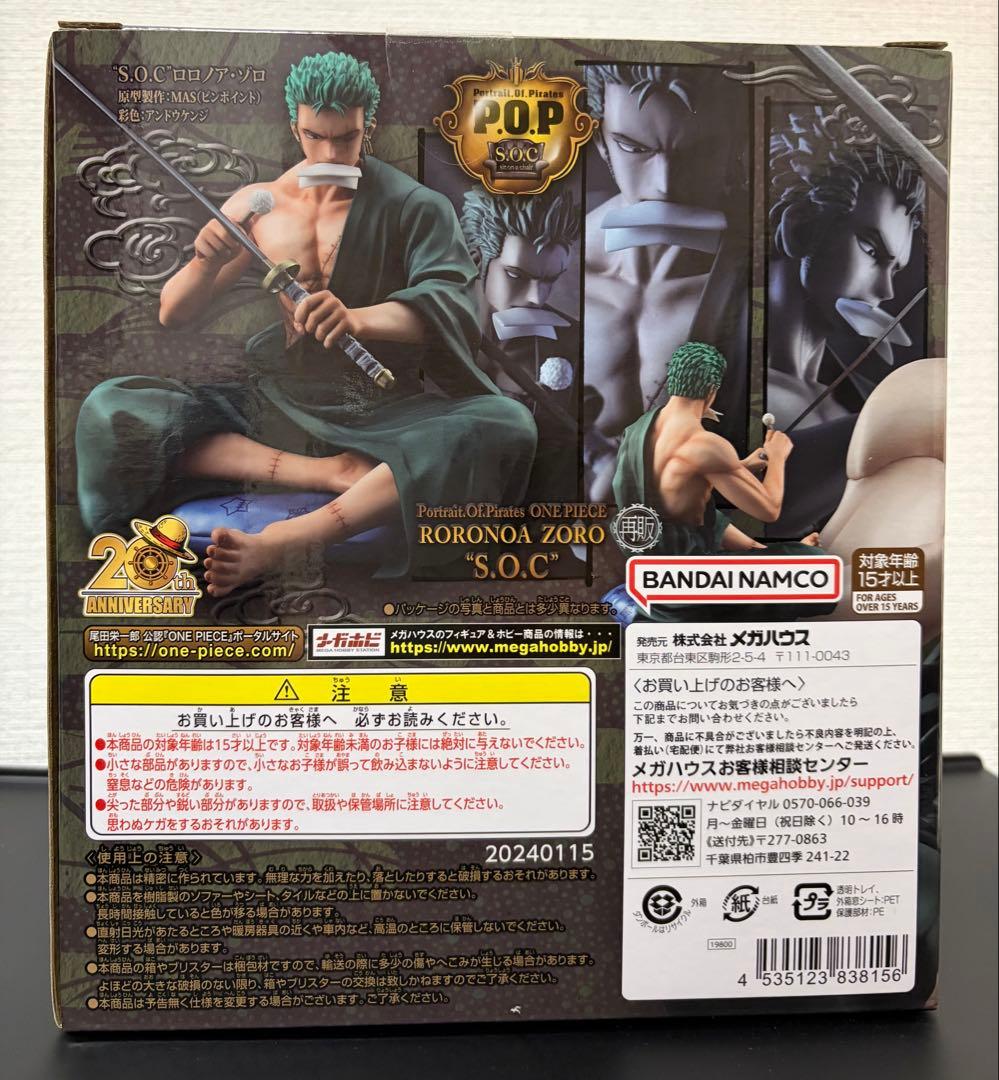 "S.O.C"ロロノア・ゾロ
原型製作:MAS(ピンポイント)
彩色:アンドウケンジ
Portrait.Of.Pirates
P.O.P
S.O.C
sit on a chair
Portrait.Of.Pirates ONE PIECE
RORONOA ZORO
"S.O.C"
再販
20th
ANNIVERSARY
●パッケージの写真と商品とは多少異なります。
BANDAI NAMCO
対象年齢
15才以上
FOR AGES
OVER 15 YEARS
尾田栄一郎 公認『ONE PIECE』ポータルサイト
https://one-piece.com/
メガホビ
MEGA HOBBY STATION
メガハウスのフィギュア&ホビー商品の情報は・・・
https://www.megahobby.jp/
⚠ 注意
お買い上げのお客様へ 必ずお読みください。
●本商品の対象年齢は15才以上です。対象年齢未満のお子様には絶対に与えないでください。
●小さな部品がありますので、小さなお子様が誤って飲み込まないように注意してください。
窒息などの危険があります。
●尖った部分や鋭い部分がありますので、取扱や保管場所に注意してください。
思わぬケガをするおそれがあります。
20240115
〈使用上の注意〉
●本商品は精密に作られています。無理な力を加えたり、落としたりすると破損するおそれがあります。
●本商品を樹脂製のソファーやシート、タイルなどの上に置かないでください。
長時間接触していると色が移る場合があります。
●直射日光があたるところや暖房器具の近くや車内など、高温のところに保管しないでください。
変形する場合があります。
●本商品の箱やブリスターは梱包材ですので、輸送の際に多少の傷やへこみが生じる場合があります。
よほどの大きな破損のない限り、箱やブリスターの交換は致しかねますのでご了承ください。
●本商品は予告無く仕様を変更する場合がございます。ご了承ください。
発売元 株式会社 メガハウス
東京都台東区駒形2-5-4 〒111-0043
〈お買い上げのお客様へ〉
この商品についてお気づきの点がございましたら
下記までお問い合わせください。
万一、商品に不具合がございましたら不良内容を明記の上、
着払い(宅配便)にて弊社お客様相談センターへご発送ください。
メガハウスお客様相談センター
https://www.megahouse.co.jp/support/
ナビダイヤル 0570-066-039
月~金曜日(祝日除く)10~16時
《送付先》〒277-0863
千葉県柏市豊四季 241-22
外箱
ダンボールはリサイクル
紙
台紙
プラ
透明トレイ、
外箱窓シート:PET
保護部材:PE
19800
4 535123 838156